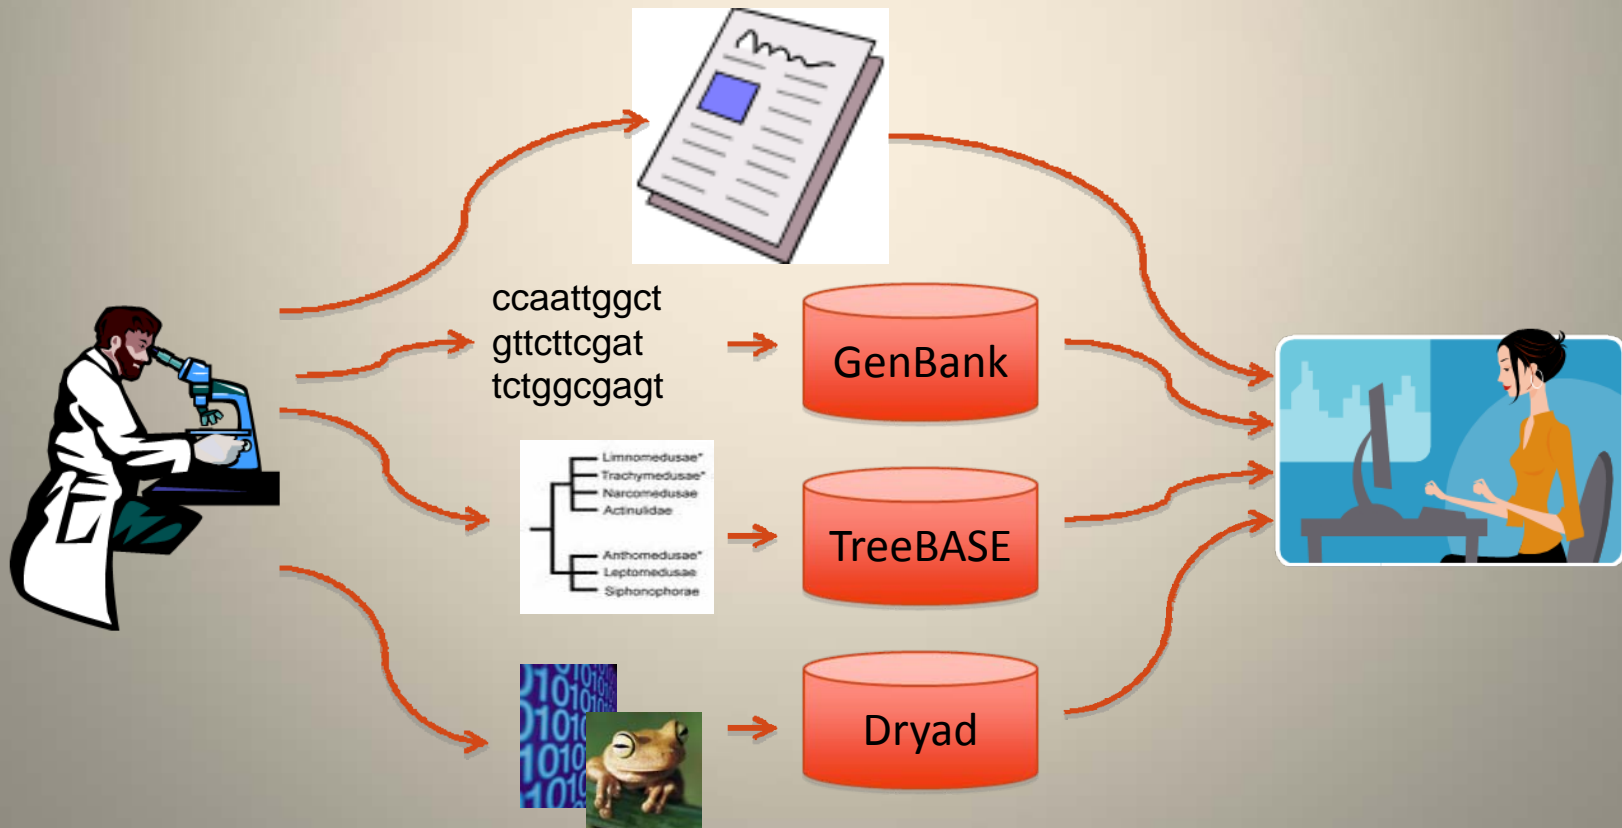 ccaattggct
gttcttcgat
tctggcgagt
GenBank
Limnomedusae*
Trachymedusae*
Narcomedusae
Actinulidae
Anthomedusae*
Leptomedusae
Siphonophorae
TreeBASE
Dryad